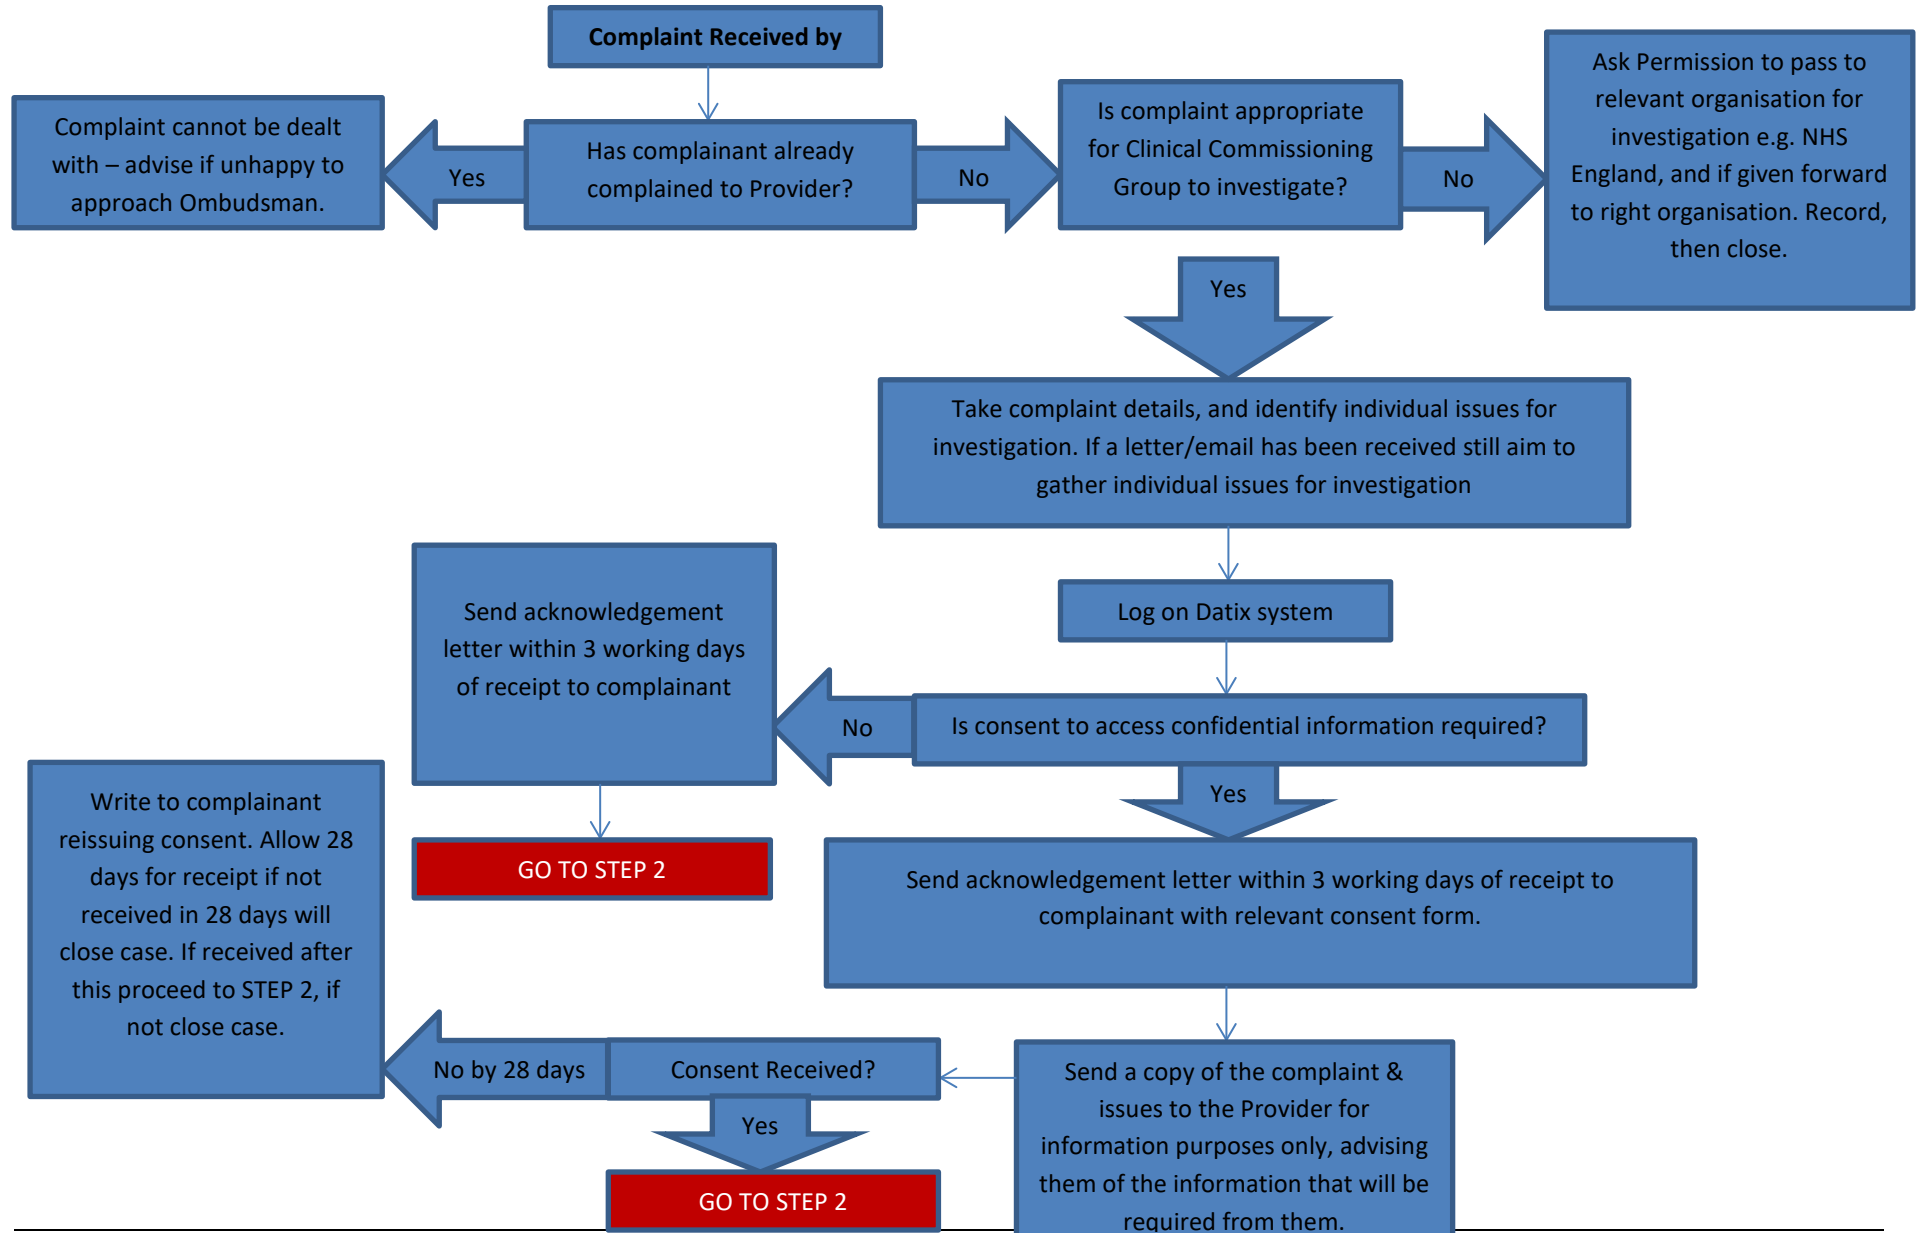 Complaint Received by
Complaint cannot be dealt
with – advise if unhappy to
approach Ombudsman.
Yes
Has complainant already
complained to Provider?
No
Is complaint appropriate
for Clinical Commissioning
Group to investigate?
No
Ask Permission to pass to
relevant organisation for
investigation e.g. NHS
England, and if given forward
to right organisation. Record,
then close.
Yes
Take complaint details, and identify individual issues for
investigation. If a letter/email has been received still aim to
gather individual issues for investigation
Log on Datix system
Is consent to access confidential information required?
No
Send acknowledgement
letter within 3 working days
of receipt to complainant
GO TO STEP 2
Yes
Send acknowledgement letter within 3 working days of receipt to
complainant with relevant consent form.
Send a copy of the complaint &
issues to the Provider for
information purposes only, advising
them of the information that will be
required from them.
Consent Received?
No by 28 days
Write to complainant
reissuing consent. Allow 28
days for receipt if not
received in 28 days will
close case. If received after
this proceed to STEP 2, if
not close case.
Yes
GO TO STEP 2